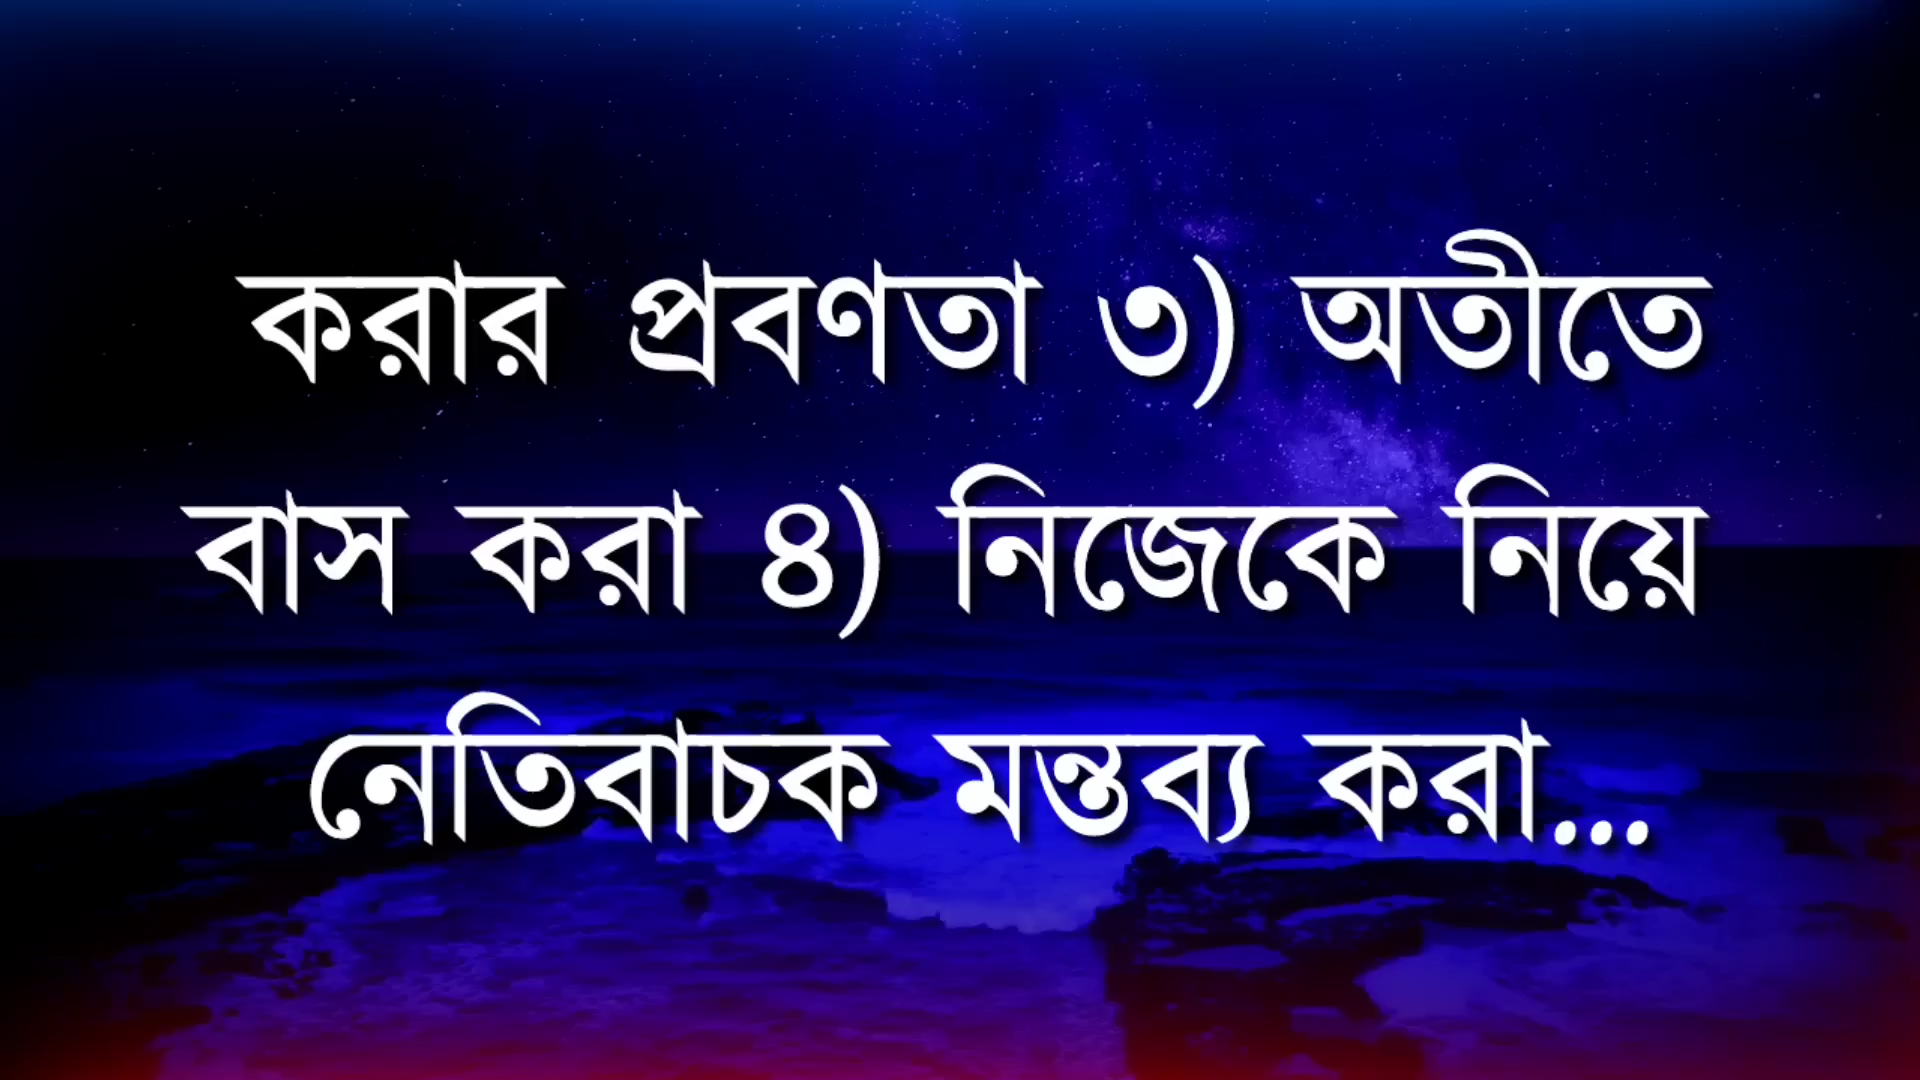 করার প্রবণতা ৩) অতীতে
বাস করা ৪) নিজেকে নিয়ে
নেতিবাচক মন্তব্য করা...